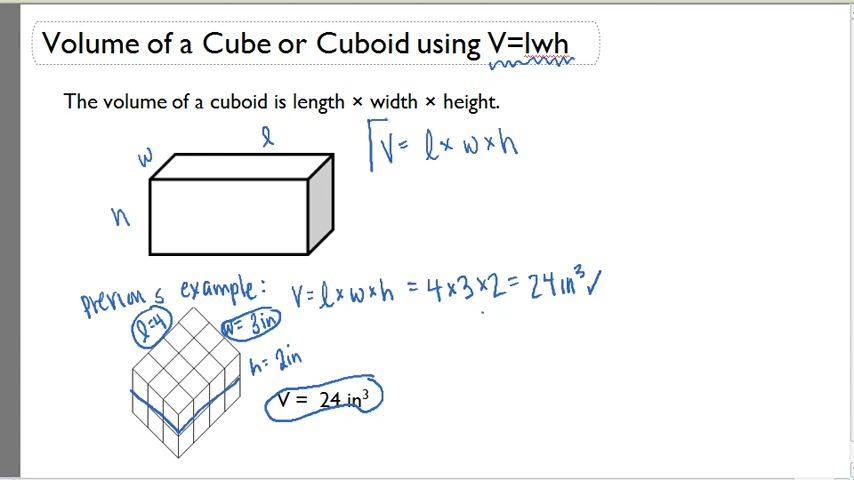 Volume of a Cube or Cuboid using V=lwh
The volume of a cuboid is length × width × height.
l
w
V = l × w × h
h
previous example: V = l × w × h = 4 × 3 × 2 = 24 in³ ✓
l=4
w= 3in
h= 2in
V = 24 in³